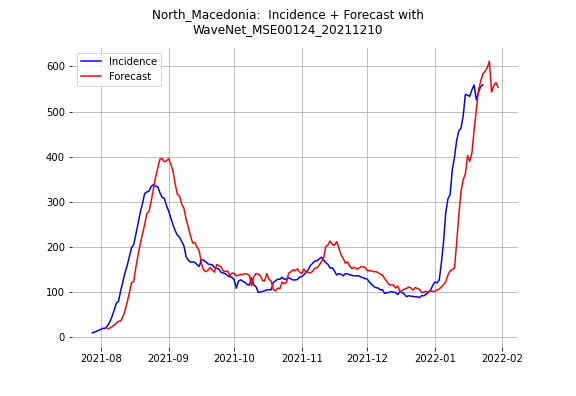 North_Macedonia:  Incidence + Forecast with
WaveNet_MSE00124_20211210
Incidence
Forecast
600
500
400
300
200
100
0
2021-08 2021-09 2021-10 2021-11 2021-12 2022-01 2022-02